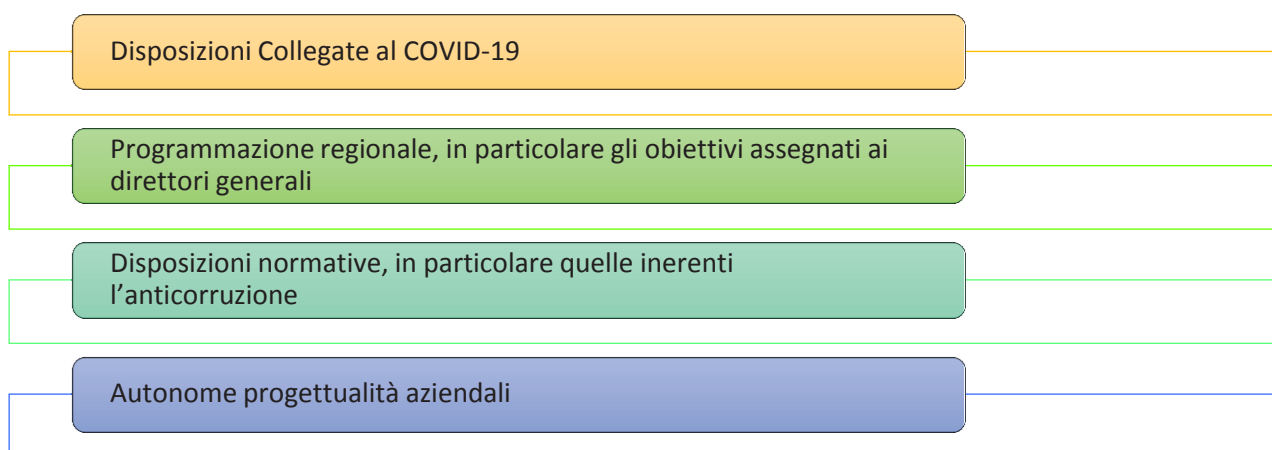 Disposizioni Collegate al COVID-19
Programmazione regionale, in particolare gli obiettivi assegnati ai
direttori generali
Disposizioni normative, in particolare quelle inerenti
l’anticorruzione
Autonome progettualità aziendali